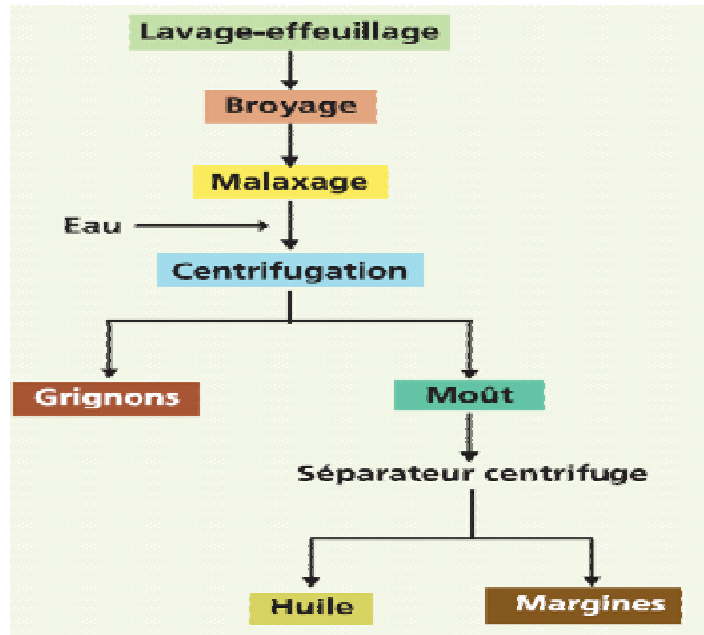 Lavage-effeuillage
Broyage
Malaxage
Eau
Centrifugation
Grignons
Moût
Séparateur centrifuge
Huile
Margines